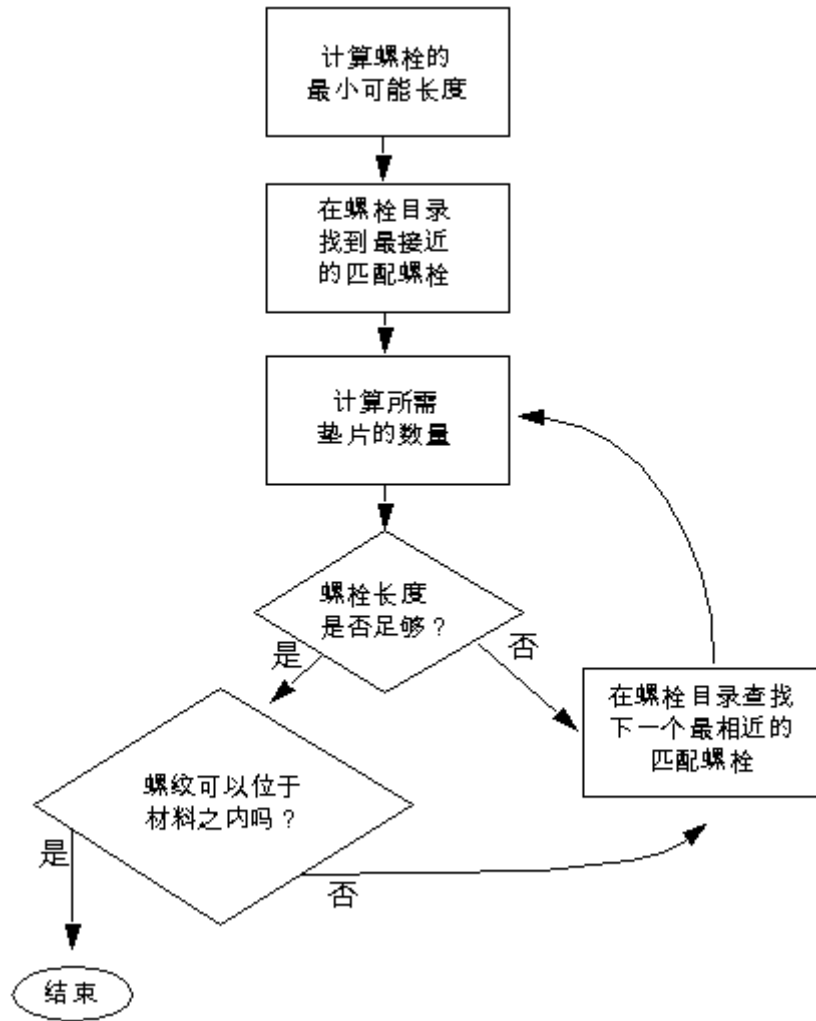 计算螺栓的
最小可能长度
在螺栓目录
找到最接近
的匹配螺栓
计算所需
垫片的数量
螺栓长度
是否足够？
是
否
在螺栓目录查找
下一个最相近的
匹配螺栓
螺纹可以位于
材料之内吗？
是
否
结束